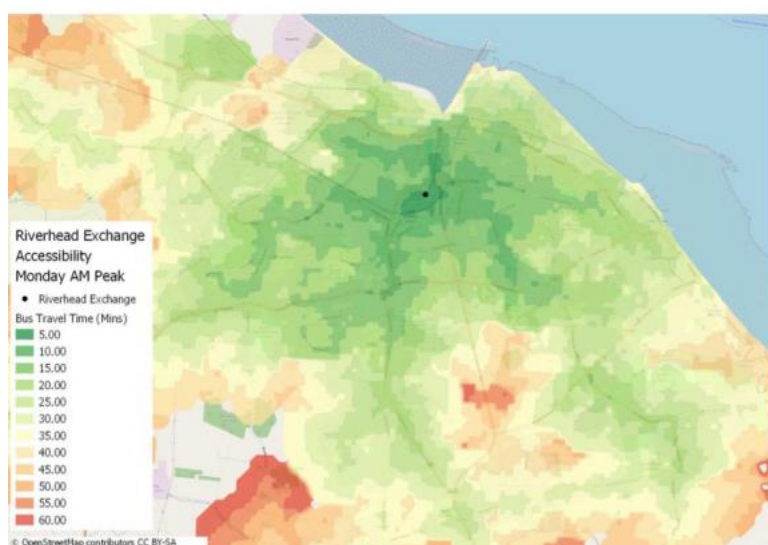 Riverhead Exchange
Accessibility
Monday AM Peak
Riverhead Exchange
Bus Travel Time (Mins)
5.00
10.00
15.00
20.00
25.00
30.00
35.00
40.00
45.00
50.00
55.00
60.00
© OpenStreetMap contributors CC BY-SA